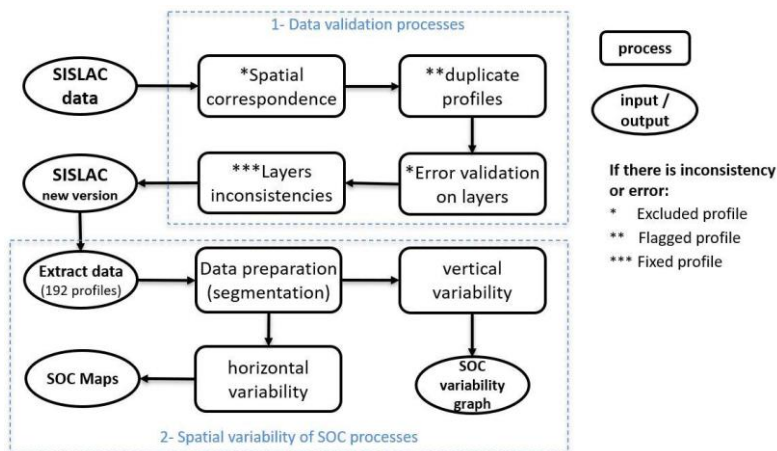 1- Data validation processes
SISLAC
data
*Spatial
correspondence
**duplicate
profiles
process
input /
output
SISLAC
new version
***Layers
inconsistencies
*Error validation
on layers
If there is inconsistency
or error:
* Excluded profile
** Flagged profile
*** Fixed profile
Extract data
(192 profiles)
Data preparation
(segmentation)
vertical
variability
SOC Maps
horizontal
variability
SOC
variability
graph
2- Spatial variability of SOC processes